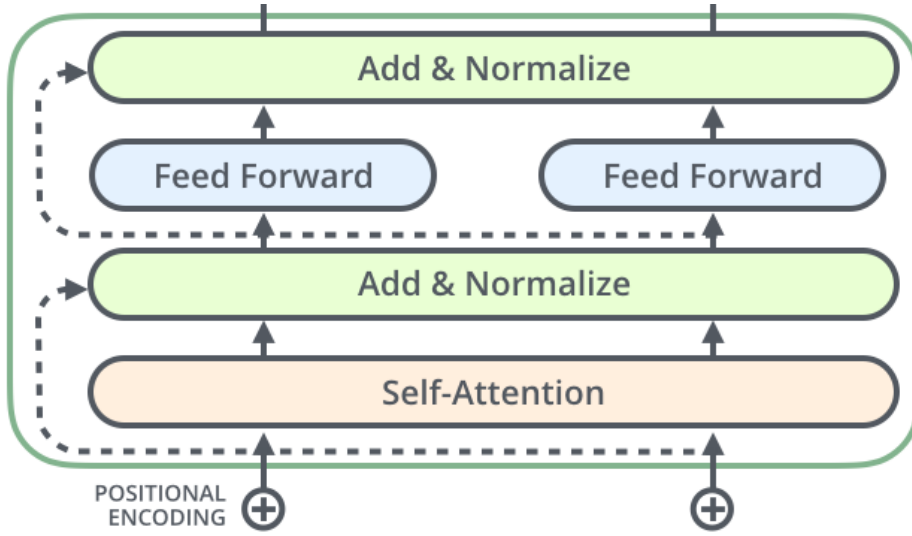 Add & Normalize
Feed Forward
Feed Forward
Add & Normalize
Self-Attention
POSITIONAL
ENCODING